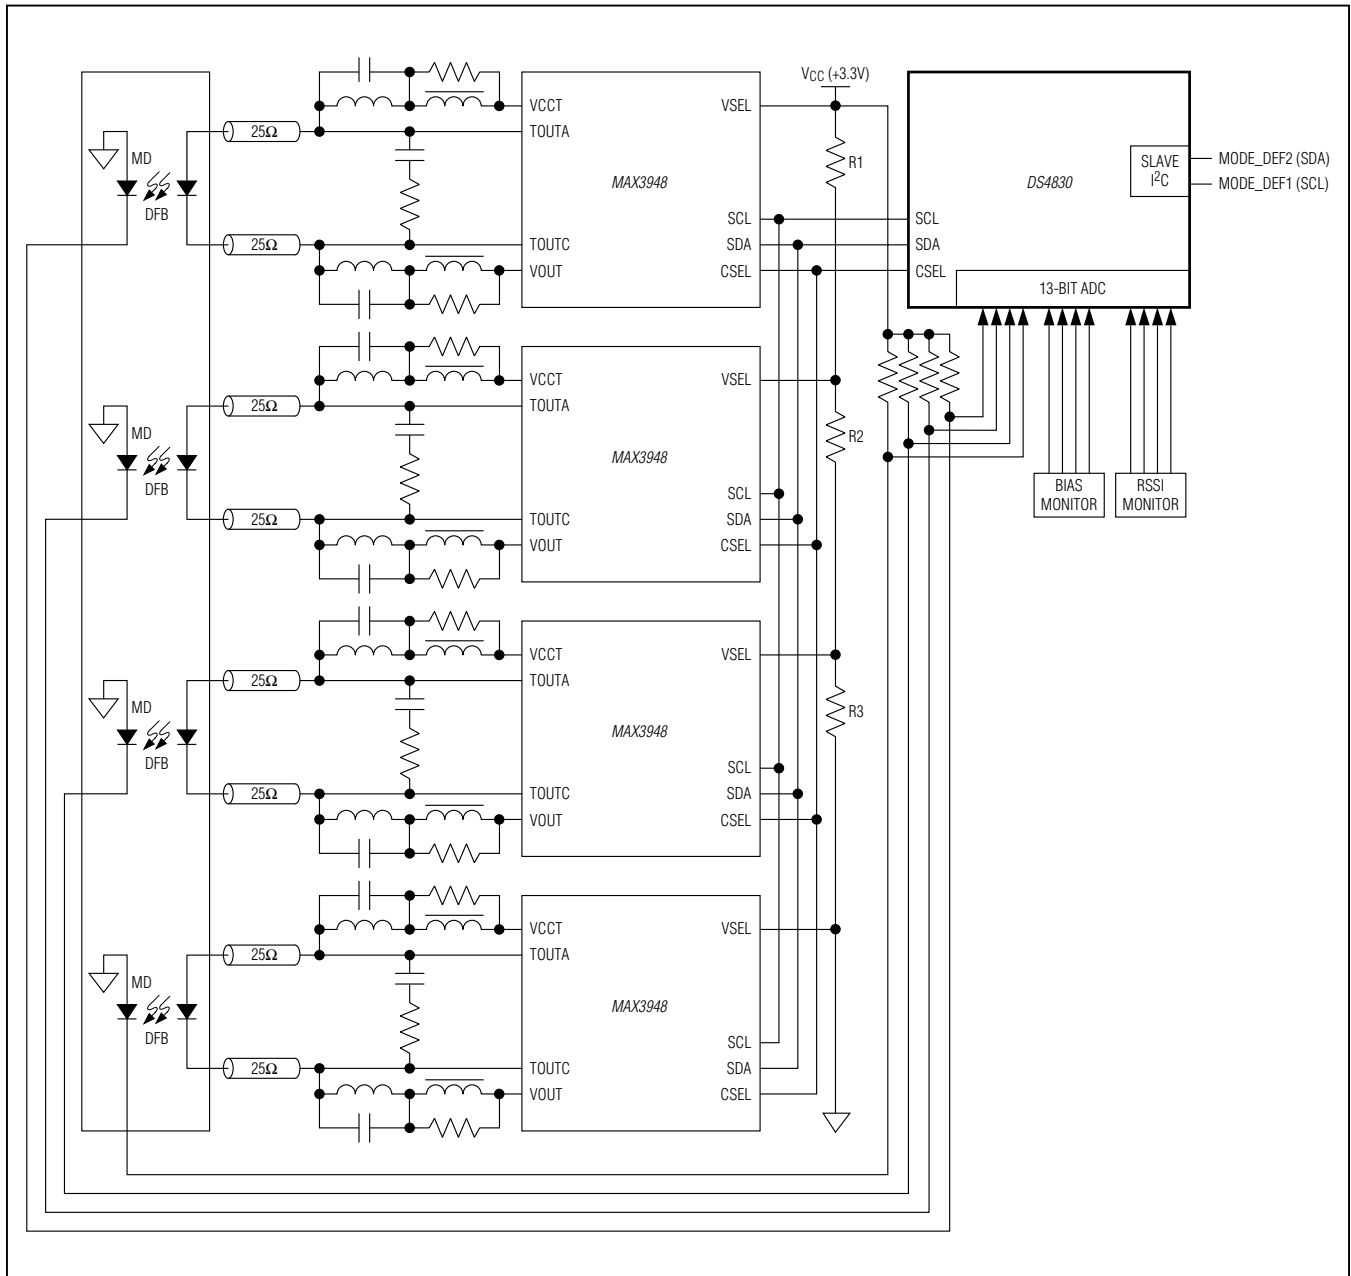 VCC (+3.3V)
VCCT
VSEL
25Ω
TOUTA
MD
R1
SLAVE
I2C
MODE_DEF2 (SDA)
MODE_DEF1 (SCL)
MAX3948
DS4830
DFB
SCL
SCL
25Ω
TOUTC
SDA
SDA
VOUT
CSEL
CSEL
13-BIT ADC
VCCT
VSEL
25Ω
TOUTA
MD
R2
MAX3948
DFB
BIAS
MONITOR
RSSI
MONITOR
SCL
25Ω
TOUTC
SDA
VOUT
CSEL
VCCT
VSEL
25Ω
TOUTA
MD
R3
MAX3948
DFB
SCL
25Ω
TOUTC
SDA
VOUT
CSEL
VCCT
VSEL
25Ω
TOUTA
MD
MAX3948
DFB
SCL
25Ω
TOUTC
SDA
VOUT
CSEL